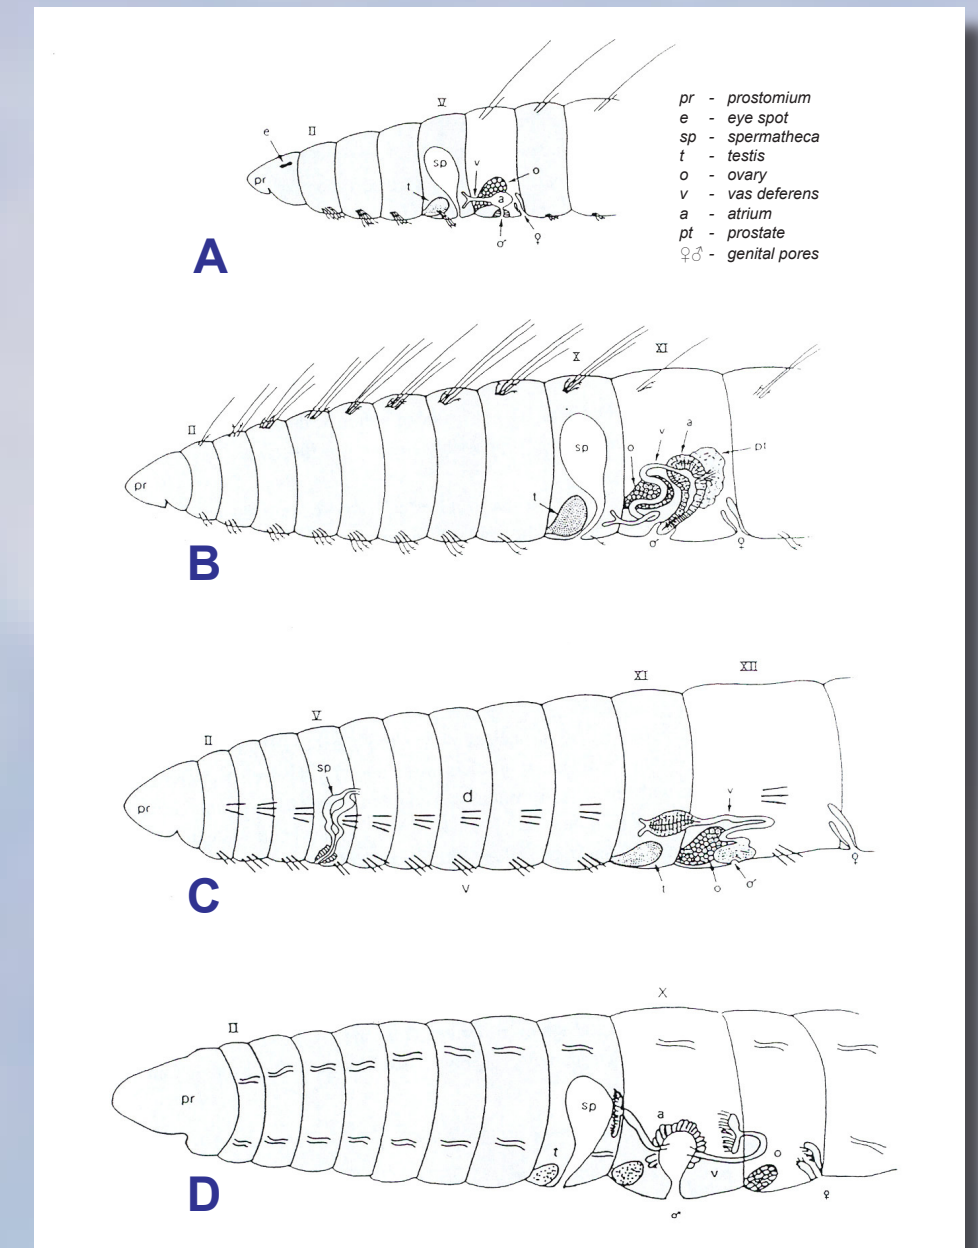 pr - prostomium
e - eye spot
sp - spermatheca
t - testis
o - ovary
v - vas deferens
a - atrium
pt - prostate
♀♂ - genital pores
V
e
II
pr
sp
v
o
t
a
♂
♀
A
X
XI
II
v
a
pt
sp
o
pr
t
♂
♀
B
XII
XI
V
II
sp
d
v
pr
v
t
o
♂
♀
C
X
II
pr
sp
a
t
v
o
♀
♂
D